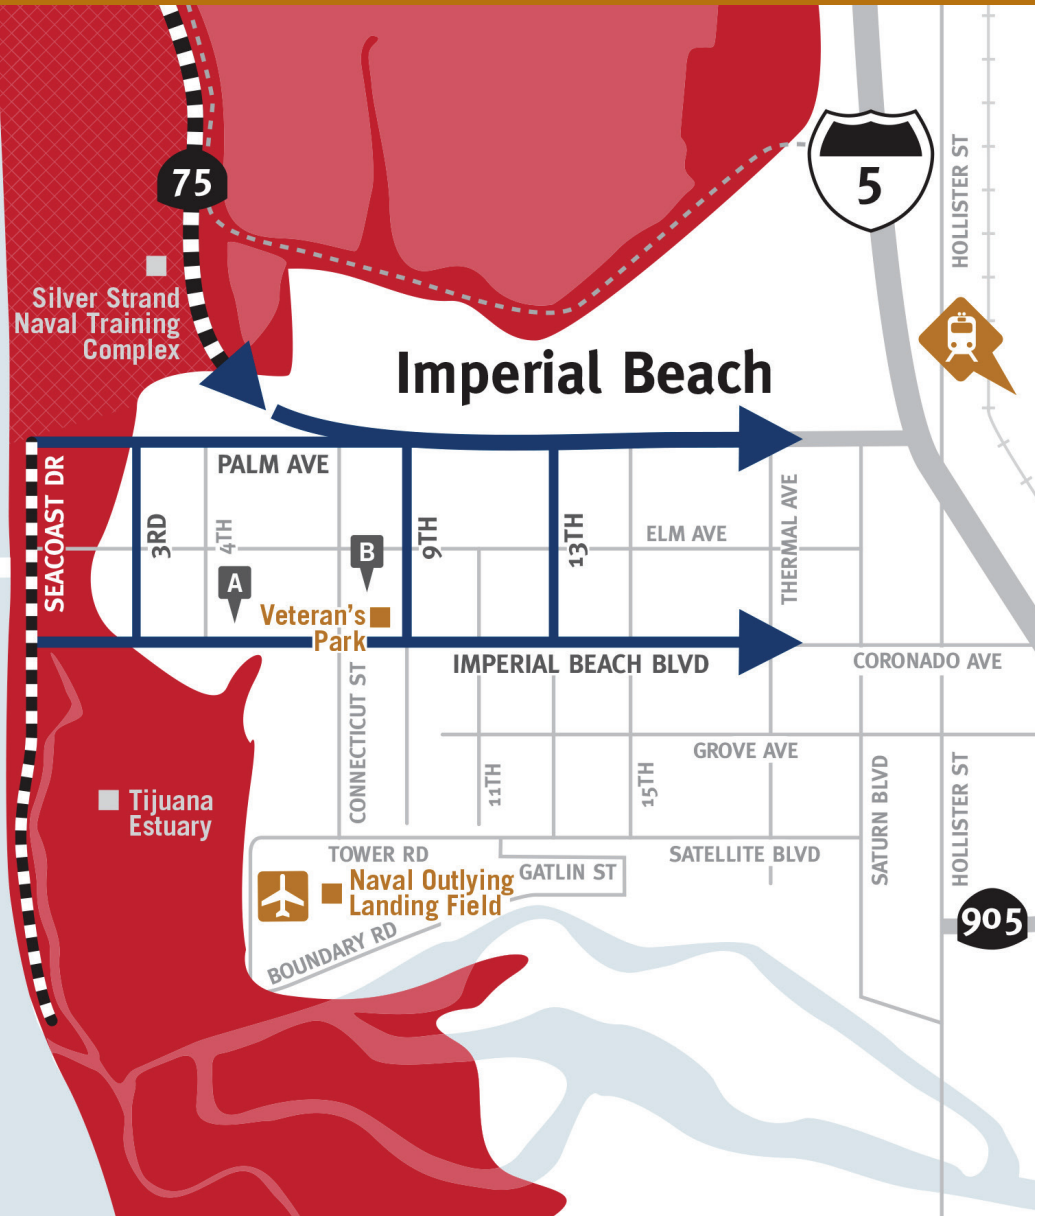 75
5
HOLLISTER ST
Silver Strand
Naval Training
Complex
Imperial Beach
SEACOAST DR
PALM AVE
3RD
4TH
9TH
13TH
ELM AVE
THERMAL AVE
A
B
Veteran's
Park
IMPERIAL BEACH BLVD
CORONADO AVE
CONNECTICUT ST
GROVE AVE
11TH
15TH
SATURN BLVD
HOLLISTER ST
Tijuana
Estuary
TOWER RD
SATELLITE BLVD
GATLIN ST
Naval Outlying
Landing Field
905
BOUNDARY RD